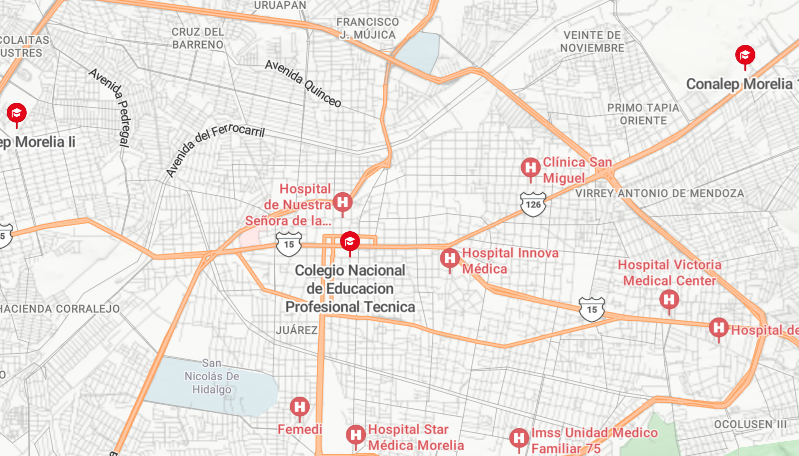 URUAPAN
FRANCISCO
J. MÚJICA
CRUZ DEL
BARRENO
VEINTE DE
NOVIEMBRE
COLAITAS
USTRES
Avenida Quinceo
Avenida Pedregal
Conalep Morelia 1
PRIMO TAPIA
ORIENTE
ep Morelia Ii
Avenida del Ferrocarril
Clínica San
Miguel
Hospital
de Nuestra
Señora de la...
VIRREY ANTONIO DE MENDOZA
126
5
15
Colegio Nacional
de Educacion
Profesional Tecnica
Hospital Innova
Médica
Hospital Victoria
Medical Center
HACIENDA CORRALEJO
15
JUÁREZ
Hospital de
San
Nicolás De
Hidalgo
Femedi
Hospital Star
Médica Morelia
Imss Unidad Medico
Familiar 75
OCOLUSEN III